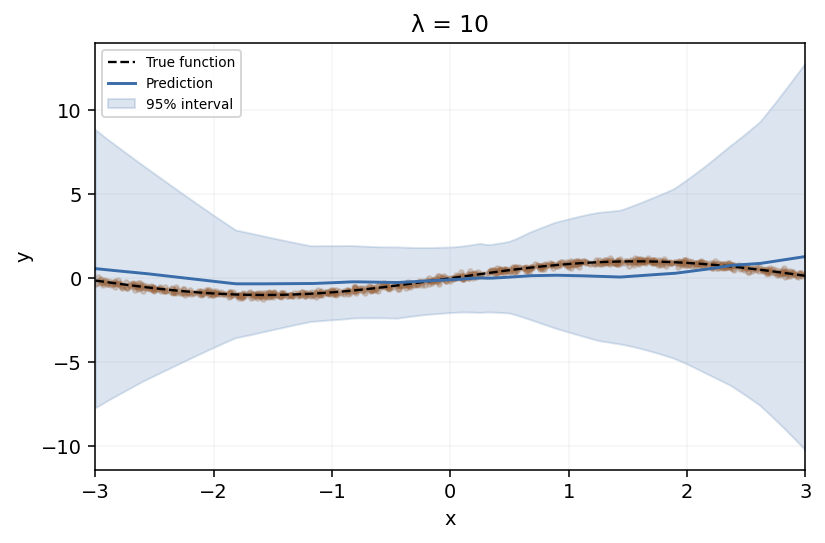 λ = 10
True function
Prediction
95% interval
10
5
0
−5
−10
y
−3
−2
−1
0
1
2
3
x